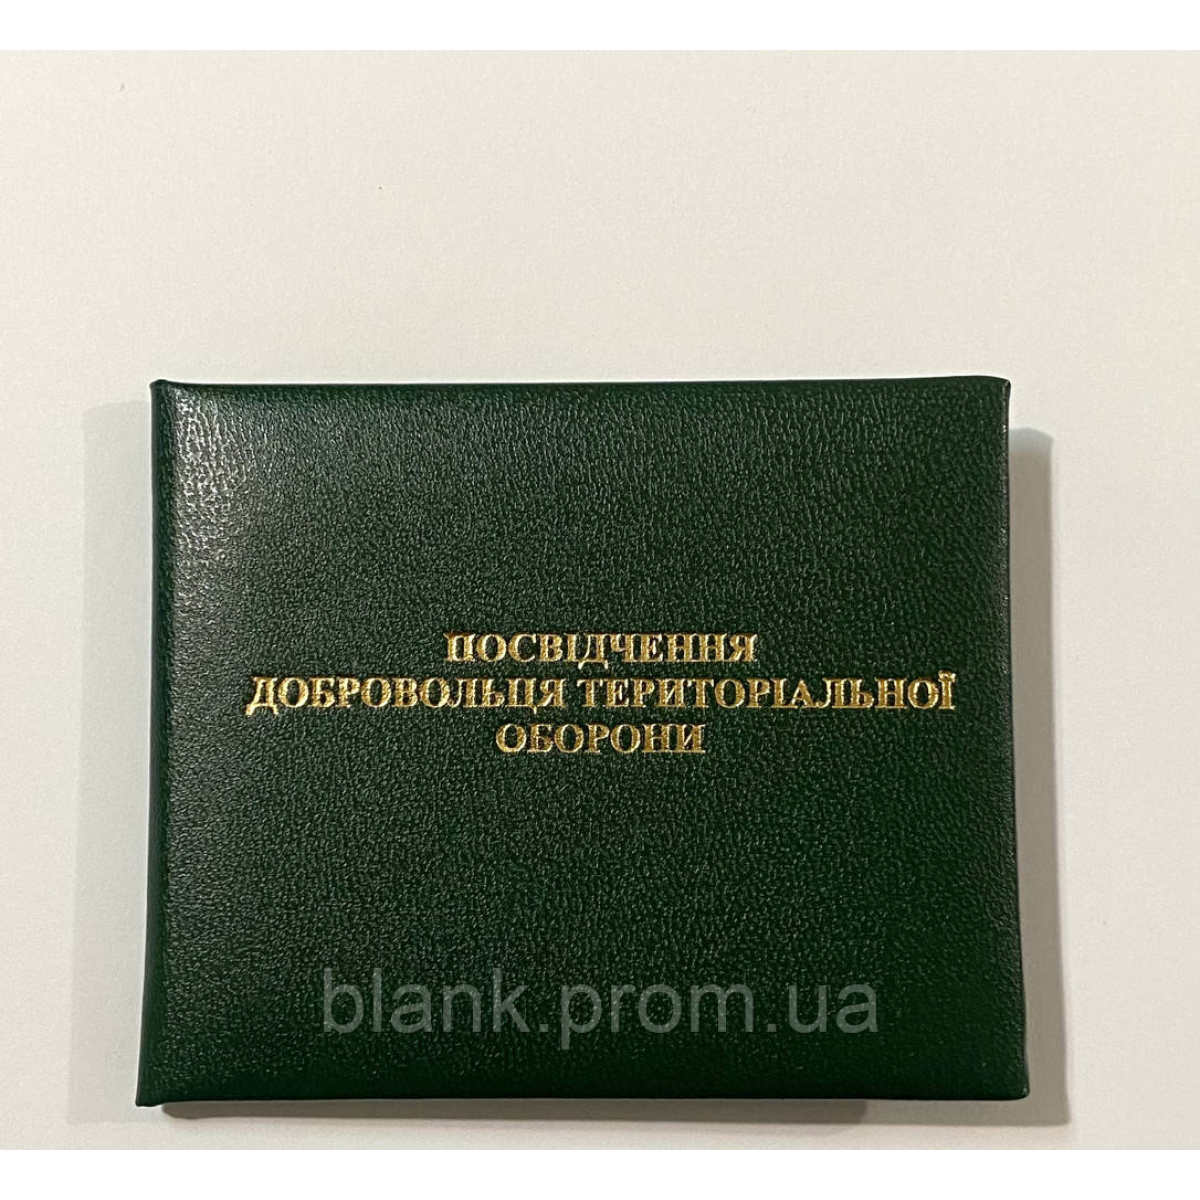 ПОСВІДЧЕННЯ
ДОБРОВОЛЬЦЯ ТЕРИТОРІАЛЬНОЇ
ОБОРОНИ
blank.prom.ua